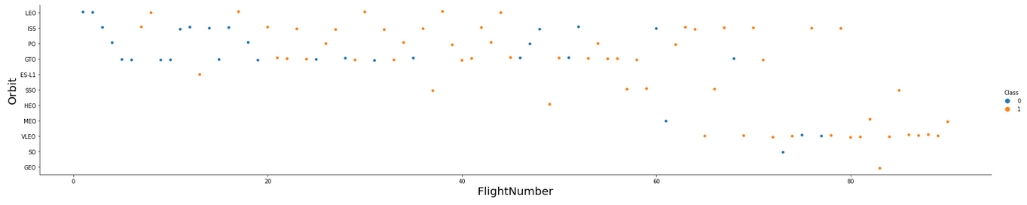 LEO
ISS
PO
GTO
ES-L1
SSO
HEO
MEO
VLEO
SO
GEO
Orbit
0
20
40
60
80
FlightNumber
Class
0
1